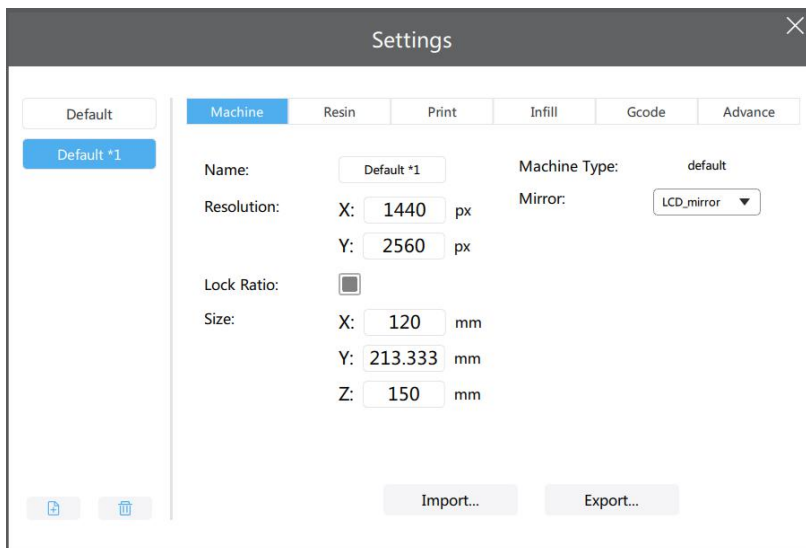 Settings
Default
Default *1
Machine Resin Print Infill Gcode Advance
Name: Default *1 Machine Type: default
Resolution: X: 1440 px Mirror: LCD_mirror
Y: 2560 px
Lock Ratio:
Size: X: 120 mm
Y: 213.333 mm
Z: 150 mm
Import... Export...